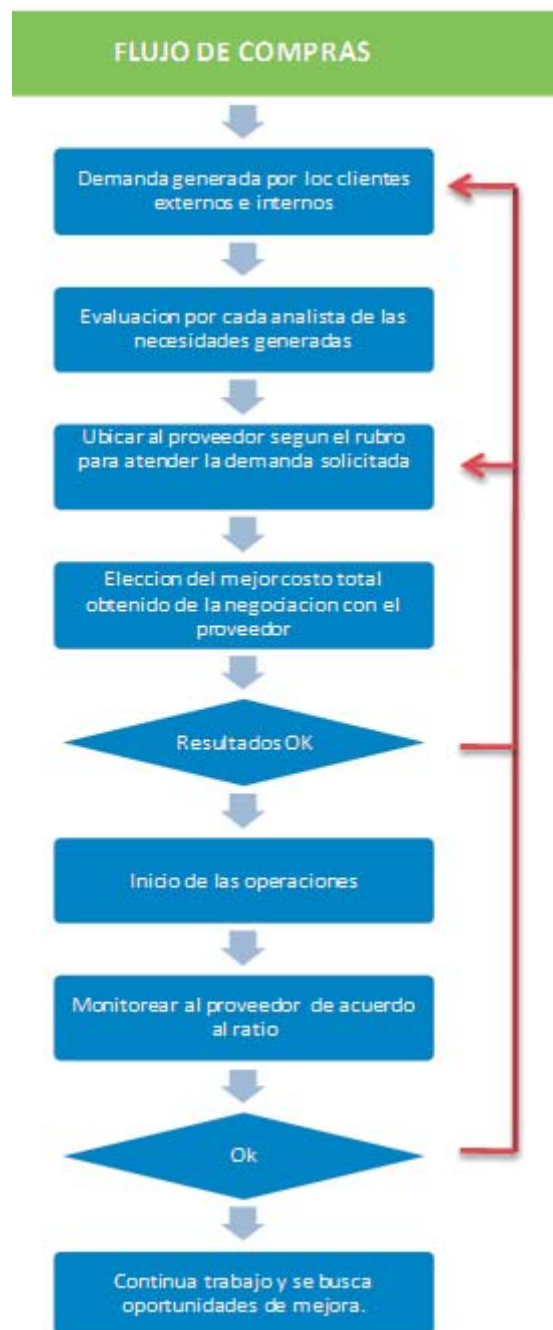 FLUJO DE COMPRAS
Demanda generada por loc clientes
externos e internos
Evaluacion por cada analista de las
necesidades generadas
Ubicar al proveedor segun el rubro
para atender la demanda solicitada
Eleccion del mejor costo total
obtenido de la negociacion con el
proveedor
Resultados OK
Inicio de las operaciones
Monitorear al proveedor de acuerdo
al ratio
Ok
Continua trabajo y se busca
oportunidades de mejora.